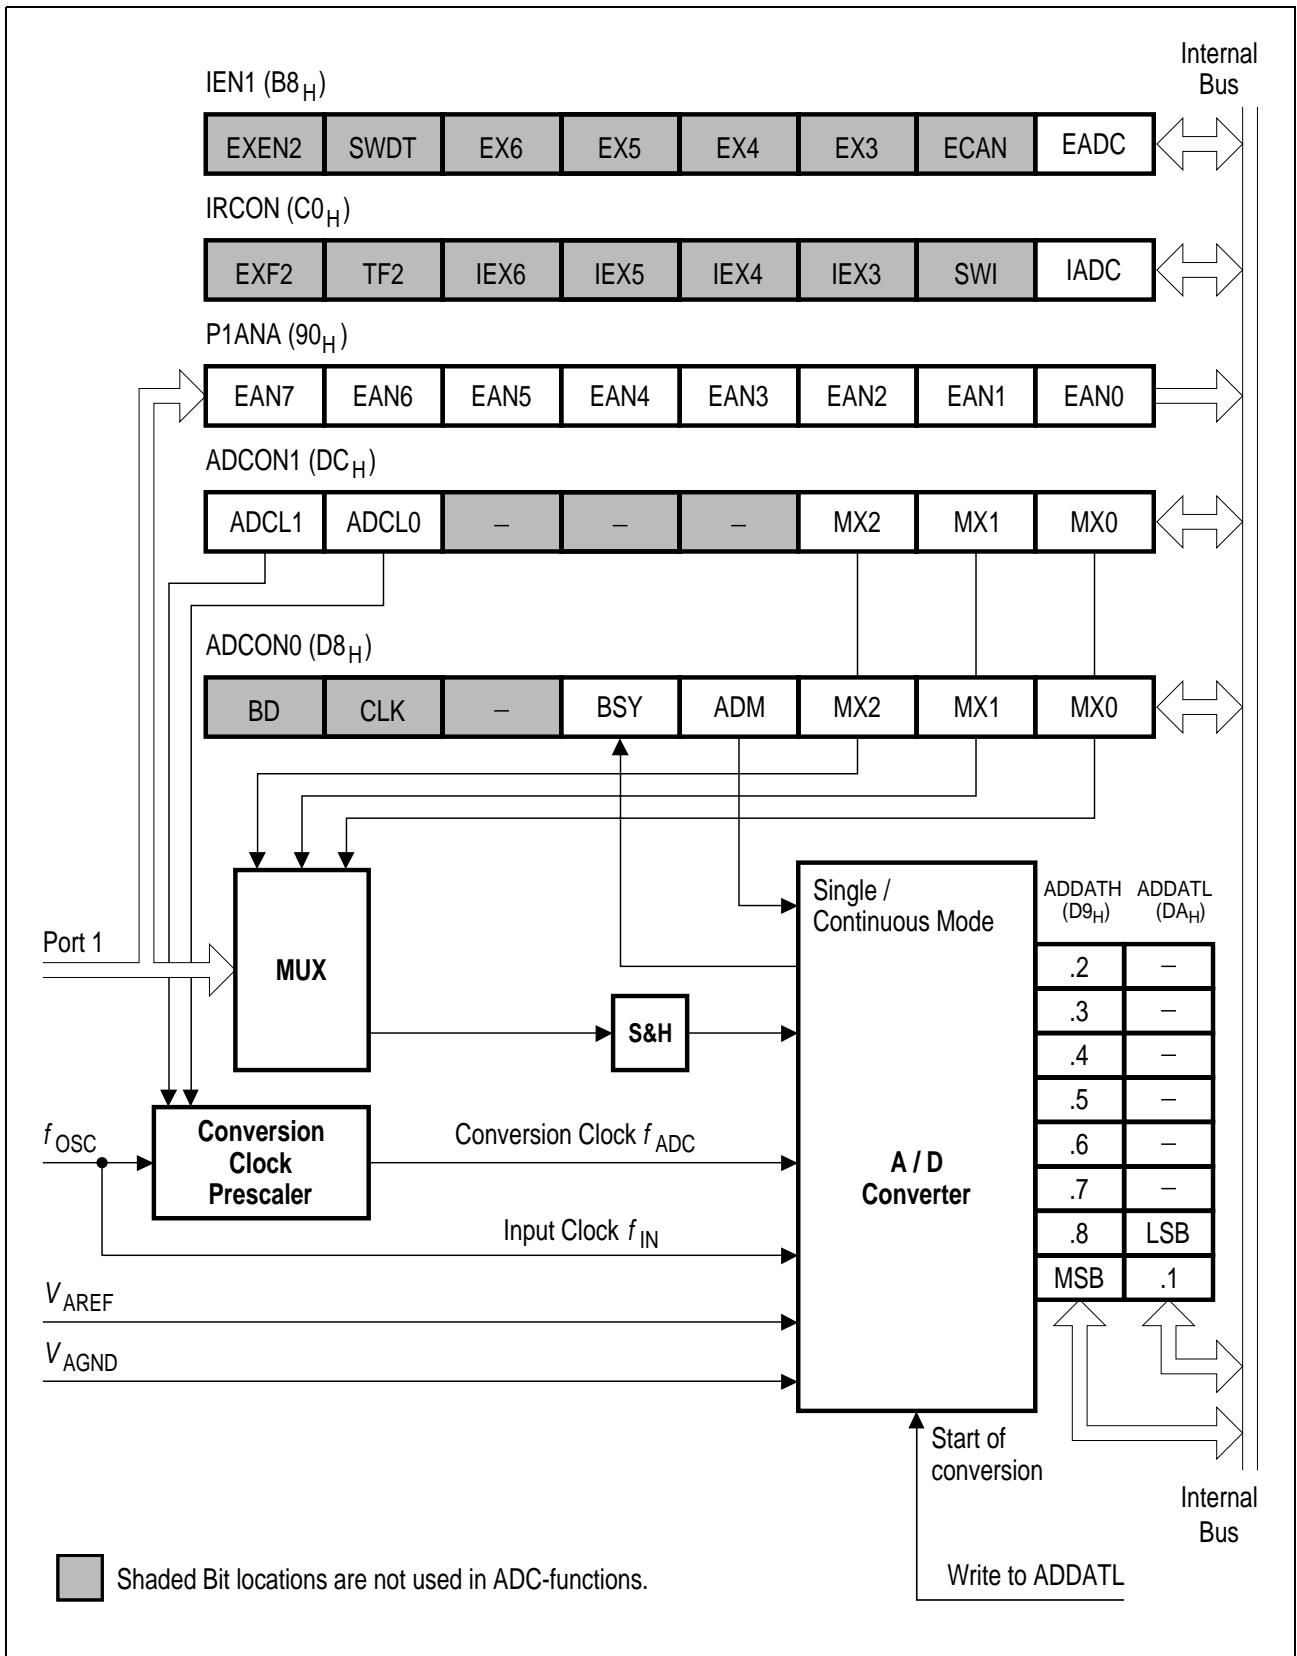 Internal
Bus
IEN1 (B8H)
EXEN2 SWDT EX6 EX5 EX4 EX3 ECAN EADC
IRCON (C0H)
EXF2 TF2 IEX6 IEX5 IEX4 IEX3 SWI IADC
P1ANA (90H)
EAN7 EAN6 EAN5 EAN4 EAN3 EAN2 EAN1 EAN0
ADCON1 (DCH)
ADCL1 ADCL0 – – – MX2 MX1 MX0
ADCON0 (D8H)
BD CLK – BSY ADM MX2 MX1 MX0
Single /
Continuous Mode
ADDATH ADDATL
(D9H) (DAH)
Port 1
MUX
S&H
.2 –
.3 –
.4 –
.5 –
.6 –
.7 –
.8 LSB
MSB .1
fOSC
Conversion
Clock
Prescaler
Conversion Clock fADC
A / D
Converter
Input Clock fIN
VAREF
VAGND
Start of
conversion
Internal
Bus
Write to ADDATL
Shaded Bit locations are not used in ADC-functions.